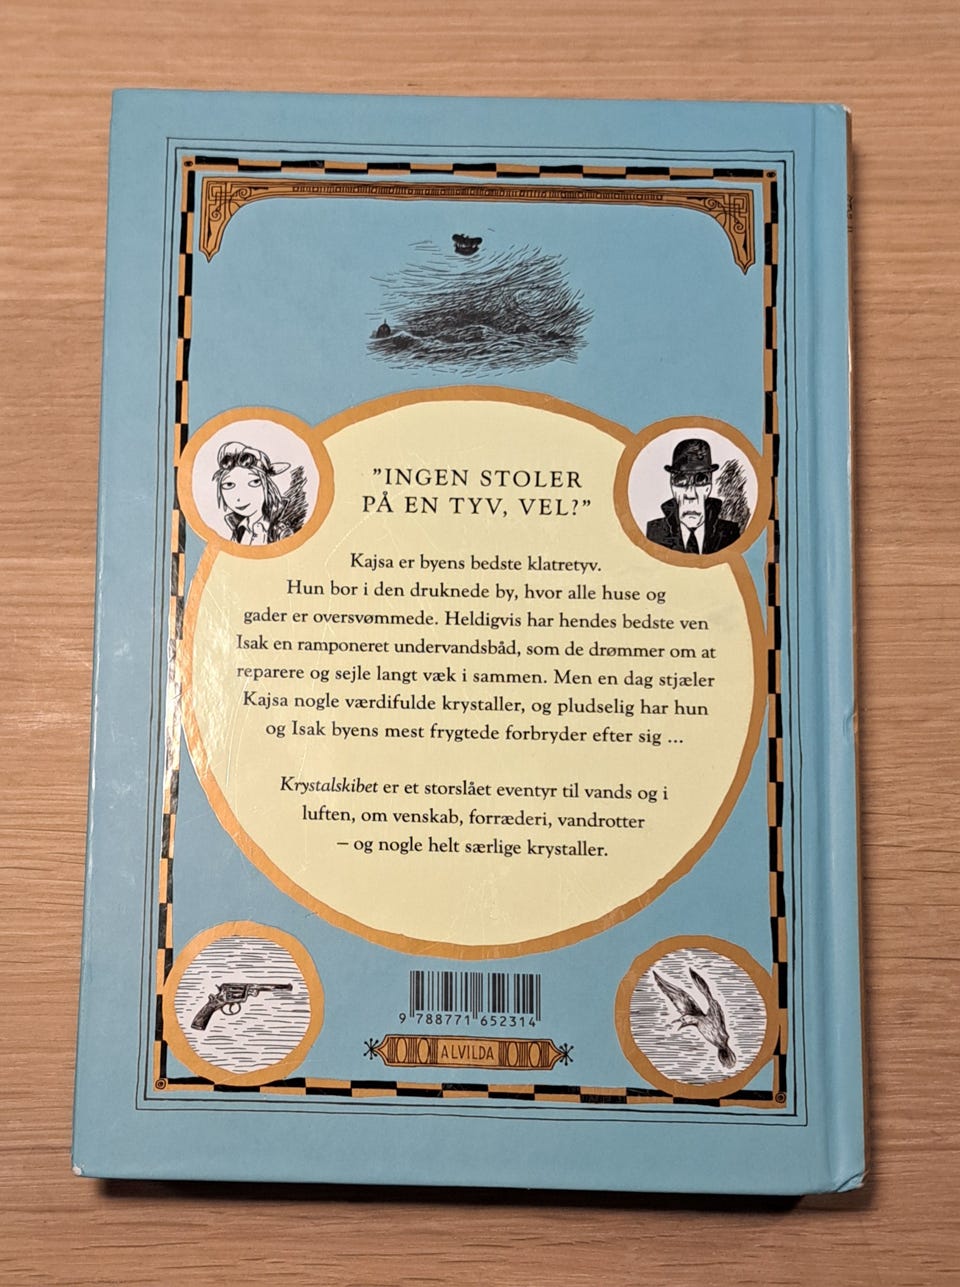 ”INGEN STOLER
PÅ EN TYV, VEL?”
Kajsa er byens bedste klatretyv.
Hun bor i den druknede by, hvor alle huse og
gader er oversvømmede. Heldigvis har hendes bedste ven
Isak en ramponeret undervandsbåd, som de drømmer om at
reparere og sejle langt væk i sammen. Men en dag stjæler
Kajsa nogle værdifulde krystaller, og pludselig har hun
og Isak byens mest frygtede forbryder efter sig ...
Krystalskibet er et storslået eventyr til vands og i
luften, om venskab, forræderi, vandrotter
– og nogle helt særlige krystaller.
9 788771 652314
ALVILDA